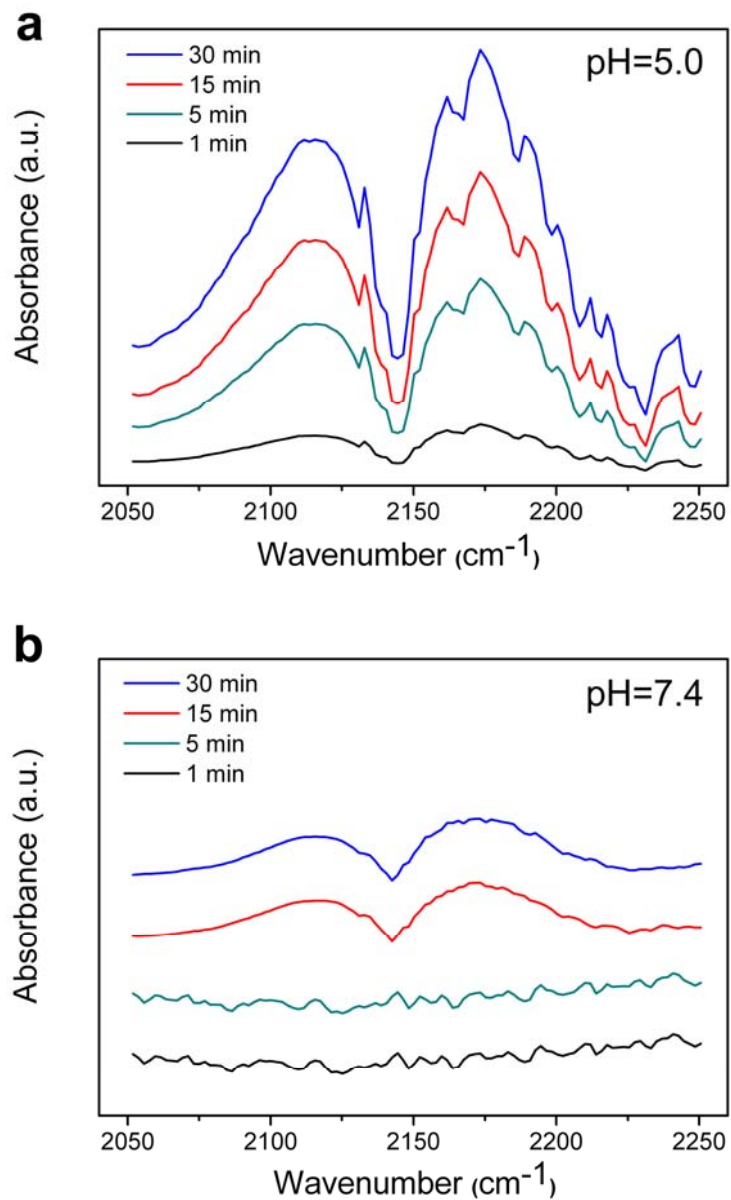 a
30 min
15 min
5 min
1 min
pH=5.0
Absorbance (a.u.)
2050 2100 2150 2200 2250
Wavenumber (cm-1)
b
30 min
15 min
5 min
1 min
pH=7.4
Absorbance (a.u.)
2050 2100 2150 2200 2250
Wavenumber (cm-1)